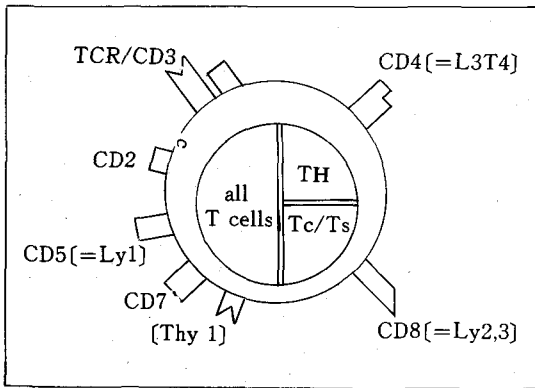 TCR/CD3
CD4[=L3T4]
c
CD2
all
T cells
TH
Tc/Ts
CD5[=Ly1]
CD7
[Thy 1]
CD8[=Ly2,3]